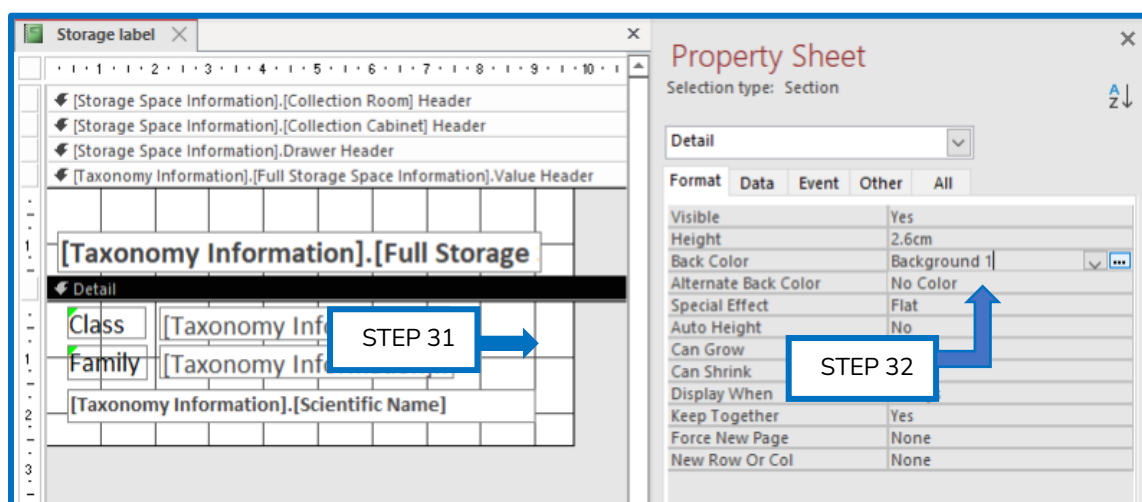 Storage label
1 2 3 4 5 6 7 8 9 10
[Storage Space Information].[Collection Room] Header
[Storage Space Information].[Collection Cabinet] Header
[Storage Space Information].Drawer Header
[Taxonomy Information].[Full Storage Space Information].Value Header
1
[Taxonomy Information].[Full Storage
Detail
Class [Taxonomy Inf
STEP 31
1
Family [Taxonomy Inf
[Taxonomy Information].[Scientific Name]
2
3
Property Sheet
Selection type: Section
A
Z
Detail
Format Data Event Other All
Visible Yes
Height 2.6cm
Back Color Background 1
Alternate Back Color No Color
Special Effect Flat
Auto Height No
Can Grow
Can Shrink
STEP 32
Display When
Keep Together Yes
Force New Page None
New Row Or Col None